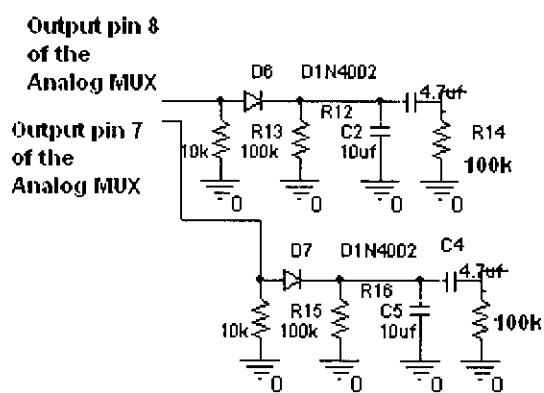 Output pin 8
of the
Analog MUX
D6 D1N4002
4.7uf
R12
R13
C2
R14
10k
100k
10uf
100k
0 0 0 0
Output pin 7
of the
Analog MUX
D7 D1N4002 C4
4.7uf
R16
R15
C5
10k
100k
10uf
100k
0 0 0 0